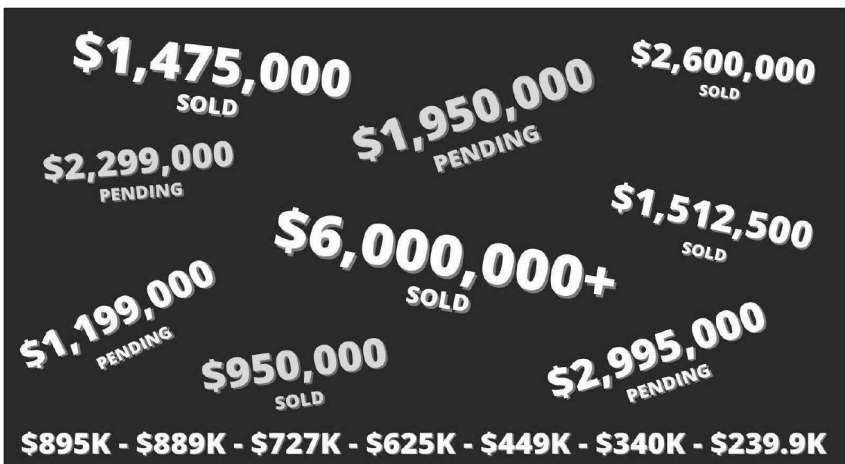 $1,475,000
SOLD
$1,950,000
PENDING
$2,600,000
SOLD
$2,299,000
PENDING
$1,512,500
SOLD
$6,000,000+
SOLD
$1,199,000
PENDING
$950,000
SOLD
$2,995,000
PENDING
$895K - $889K - $727K - $625K - $449K - $340K - $239.9K